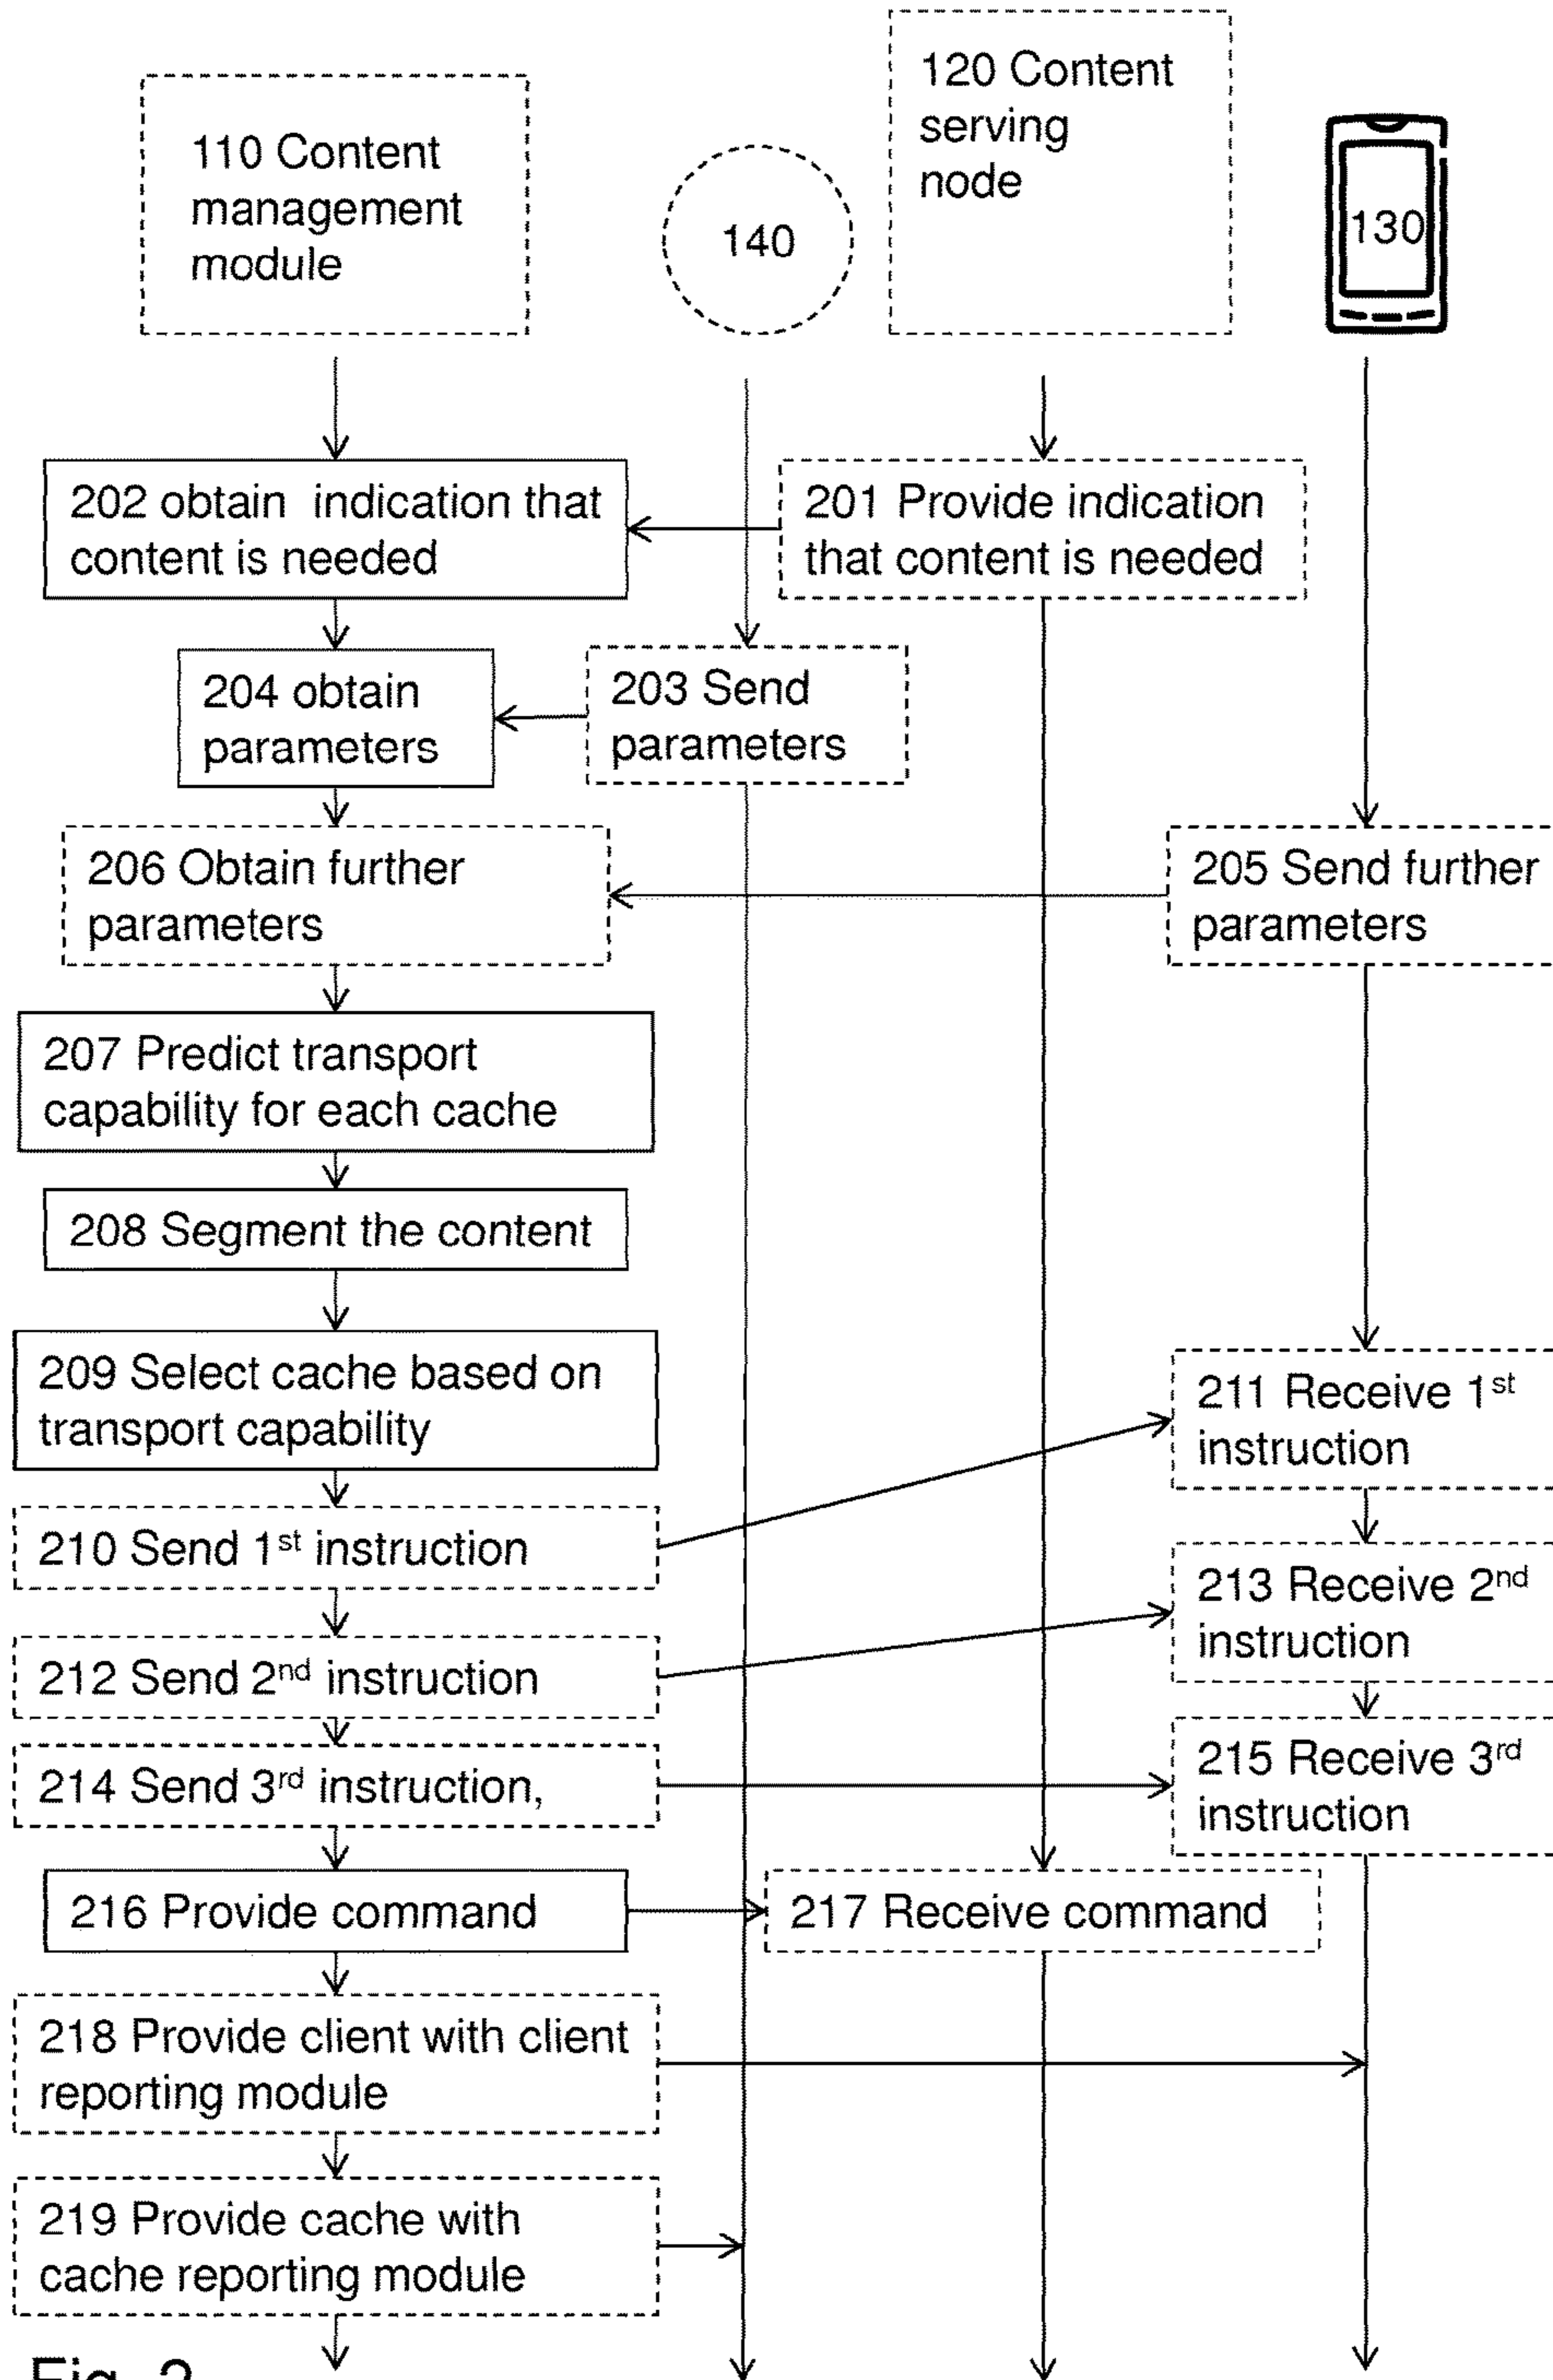 110 Content
management
module
140
120 Content
serving
node
130
202 obtain indication that
content is needed
201 Provide indication
that content is needed
204 obtain
parameters
203 Send
parameters
206 Obtain further
parameters
205 Send further
parameters
207 Predict transport
capability for each cache
208 Segment the content
209 Select cache based on
transport capability
211 Receive 1st
instruction
210 Send 1st instruction
213 Receive 2nd
instruction
212 Send 2nd instruction
214 Send 3rd instruction,
215 Receive 3rd
instruction
216 Provide command
217 Receive command
218 Provide client with client
reporting module
219 Provide cache with
cache reporting module
Fig. 2